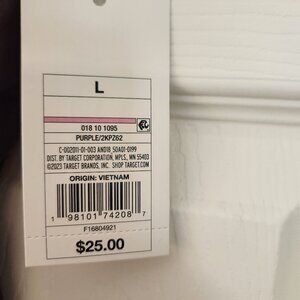 L
018 10 1095
PURPLE/2KPZ62
C-002011-01-003 AND18_50A01-0199
DIST. BY TARGET CORPORATION, MPLS., MN 55403
©2023 TARGET BRANDS, INC. SHOP TARGET.COM
ORIGIN: VIETNAM
1 98101 74208 7
F16804921
$25.00